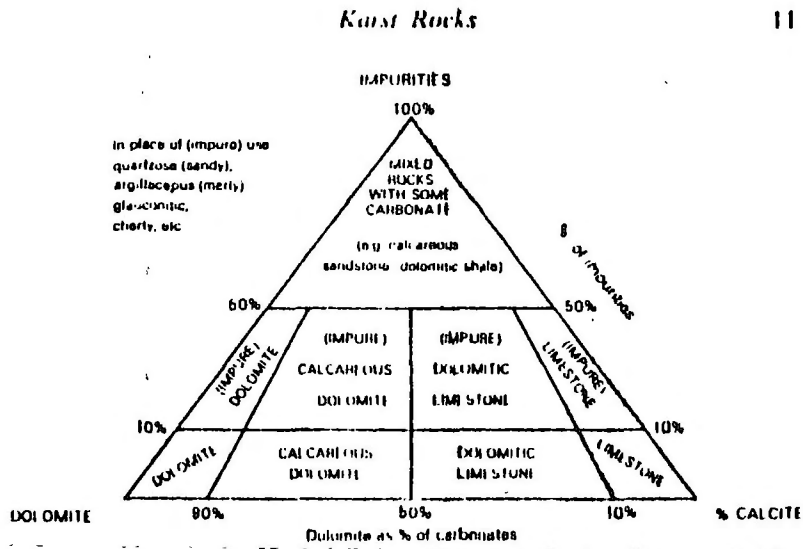 Karst Rocks 11
IMPURITIES
100%
In place of (impure) use
quartzose (sandy),
argillaceous (marly)
glauconitic,
cherty, etc
MIXED
ROCKS
WITH SOME
CARBONATE
(e.g. calcareous
sandstone dolomitic shale)
% of impurities
60%
50%
(IMPURE)
DOLOMITE
(IMPURE)
CALCAREOUS
DOLOMITE
(IMPURE)
DOLOMITIC
LIMESTONE
(IMPURE)
LIMESTONE
10%
10%
DOLOMITE
CALCAREOUS
DOLOMITE
DOLOMITIC
LIMESTONE
LIMESTONE
DOLOMITE
90%
50%
10%
% CALCITE
Dolomite as % of carbonates